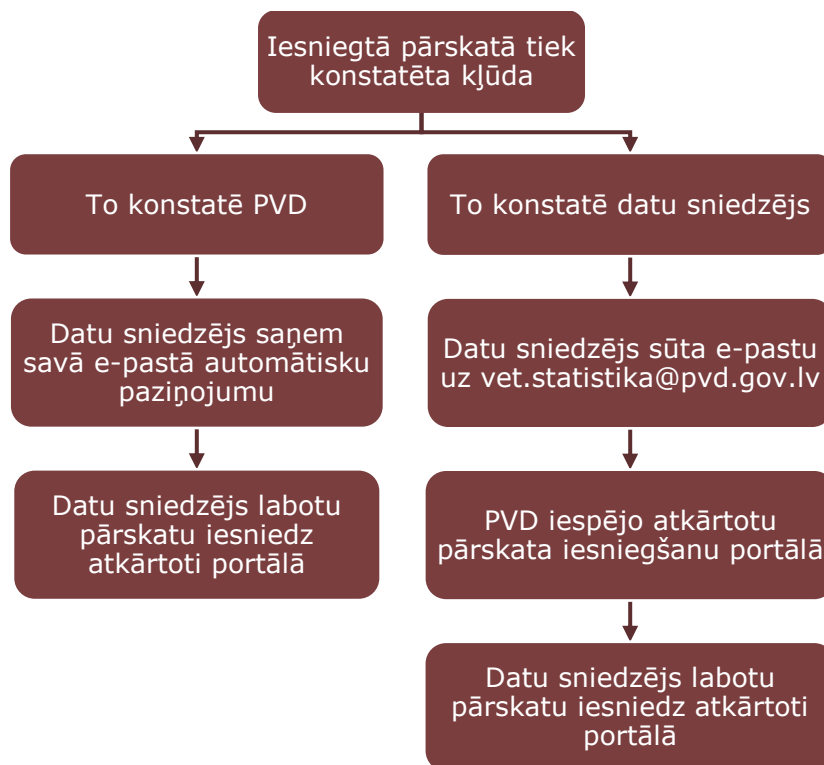 Iesniegtā pārskatā tiek
konstatēta kļūda
To konstatē PVD
To konstatē datu sniedzējs
Datu sniedzējs saņem
savā e-pastā automātisku
paziņojumu
Datu sniedzējs sūta e-pastu
uz vet.statistika@pvd.gov.lv
Datu sniedzējs labotu
pārskatu iesniedz
atkārtoti portālā
PVD iespējo atkārtotu
pārskata iesniegšanu portālā
Datu sniedzējs labotu
pārskatu iesniedz atkārtoti
portālā